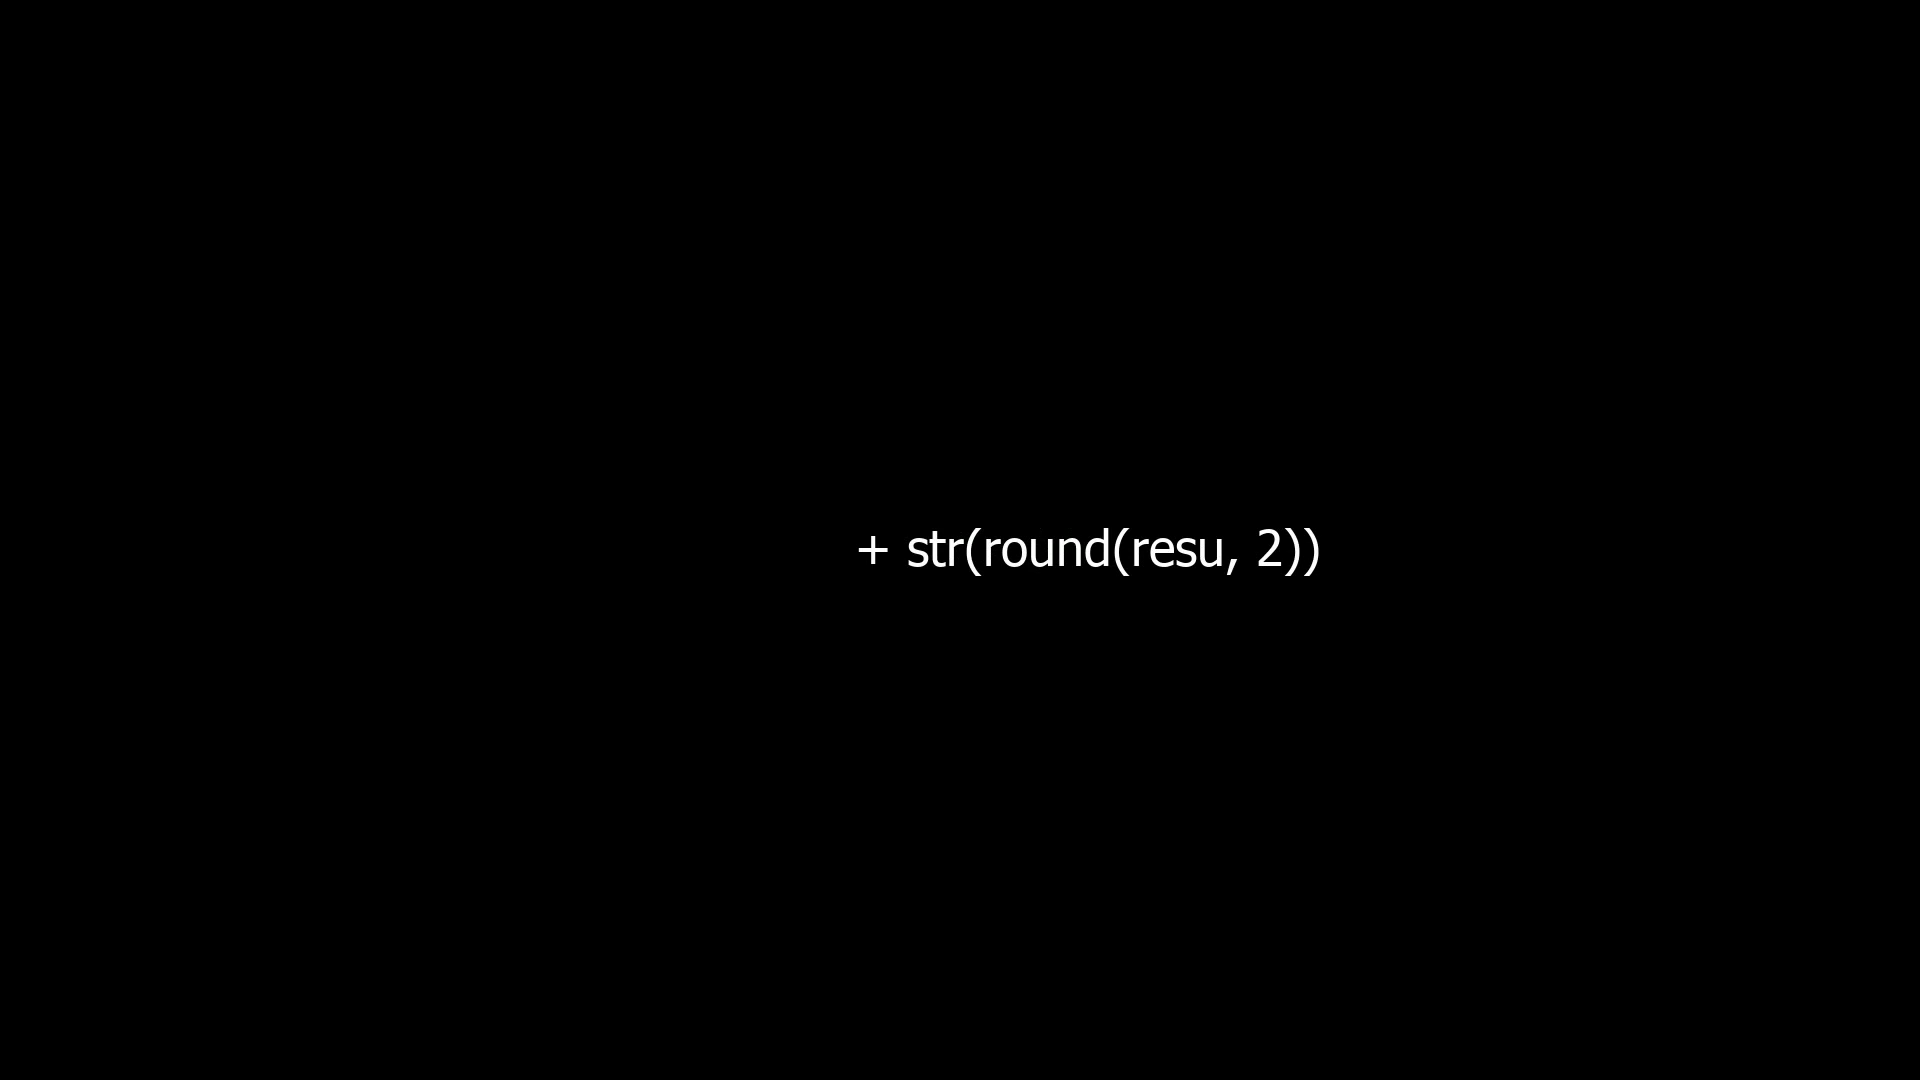 + str(round(resu, 2))